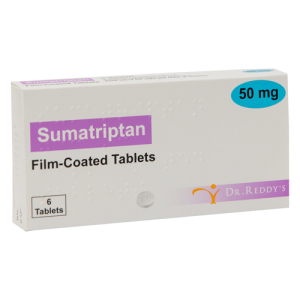 50 mg
Sumatriptan
Film-Coated Tablets
6
Tablets
DR. REDDY'S